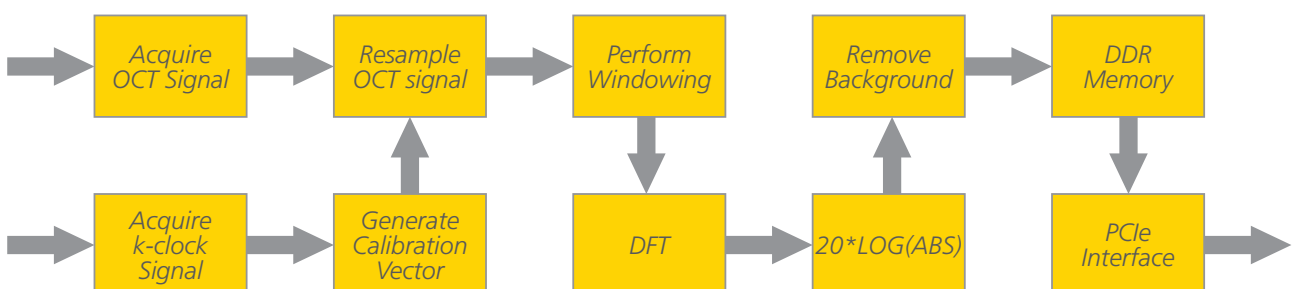 Acquire
OCT Signal
Resample
OCT signal
Perform
Windowing
Remove
Background
DDR
Memory
Acquire
k-clock
Signal
Generate
Calibration
Vector
DFT
20*LOG(ABS)
PCIe
Interface